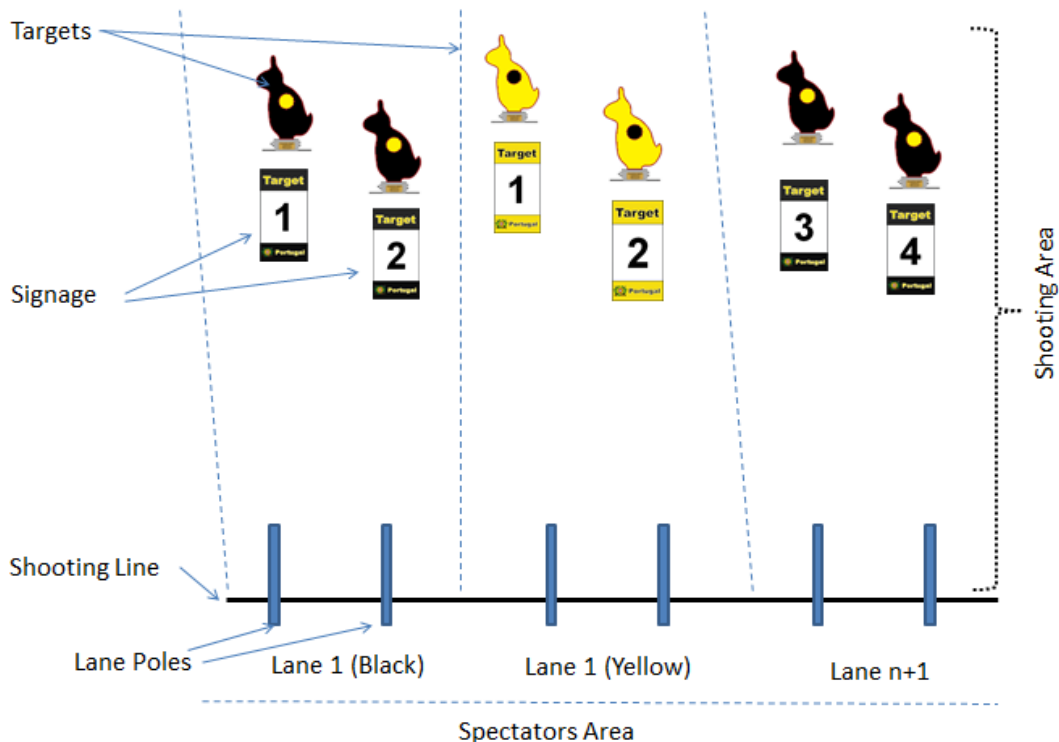 Targets
Target
1
Portugal
Target
2
Portugal
Target
1
Portugal
Target
2
Portugal
Target
3
Portugal
Target
4
Portugal
Signage
Shooting Area
Shooting Line
Lane Poles
Lane 1 (Black)
Lane 1 (Yellow)
Lane n+1
Spectators Area